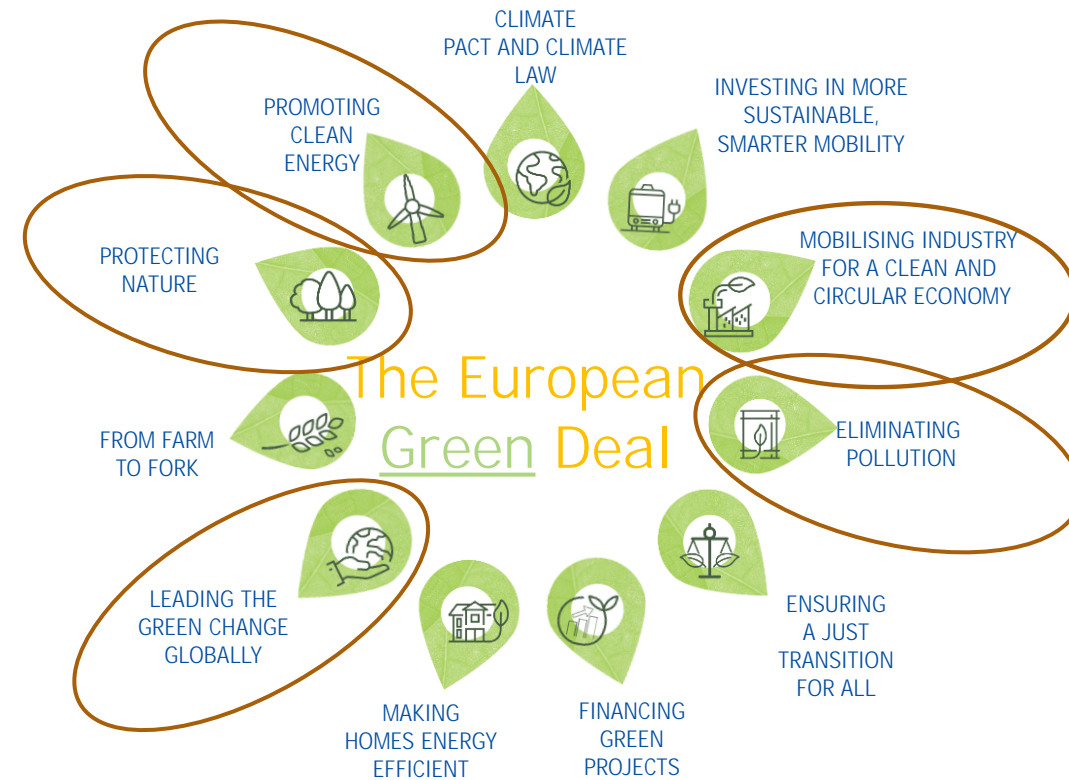 CLIMATE
PACT AND CLIMATE
LAW
INVESTING IN MORE
SUSTAINABLE,
SMARTER MOBILITY
PROMOTING
CLEAN
ENERGY
MOBILISING INDUSTRY
FOR A CLEAN AND
CIRCULAR ECONOMY
PROTECTING
NATURE
The European
Green Deal
ELIMINATING
POLLUTION
FROM FARM
TO FORK
LEADING THE
GREEN CHANGE
GLOBALLY
ENSURING
A JUST
TRANSITION
FOR ALL
MAKING
HOMES ENERGY
EFFICIENT
FINANCING
GREEN
PROJECTS